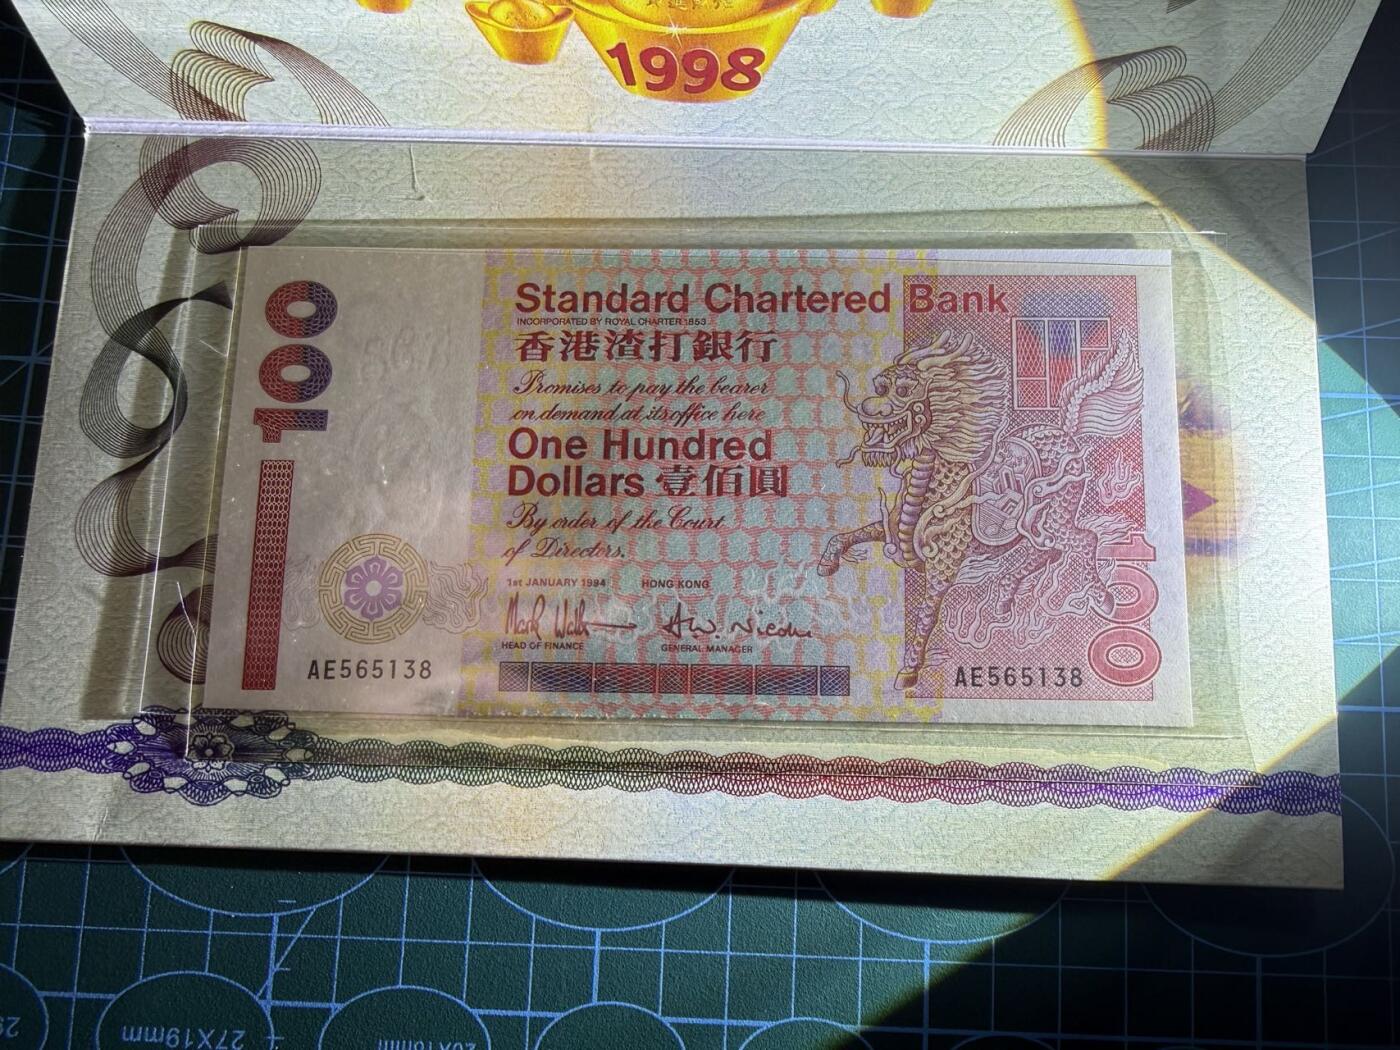 1998
100
Standard Chartered Bank
INCORPORATED BY ROYAL CHARTER 1853
香港渣打銀行
Promises to pay the bearer
on demand at its office here
One Hundred
Dollars 壹佰圓
By order of the Court
of Directors.
1st JANUARY 1994 HONG KONG
HEAD OF FINANCE GENERAL MANAGER
AE565138 AE565138
100
27X19mm